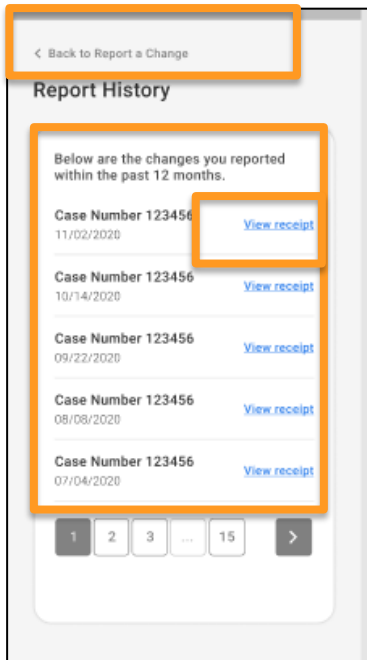 < Back to Report a Change
Report History
Below are the changes you reported
within the past 12 months.
Case Number 123456
View receipt
11/02/2020
Case Number 123456
View receipt
10/14/2020
Case Number 123456
View receipt
09/22/2020
Case Number 123456
View receipt
08/08/2020
Case Number 123456
View receipt
07/04/2020
1 2 3 ... 15 >